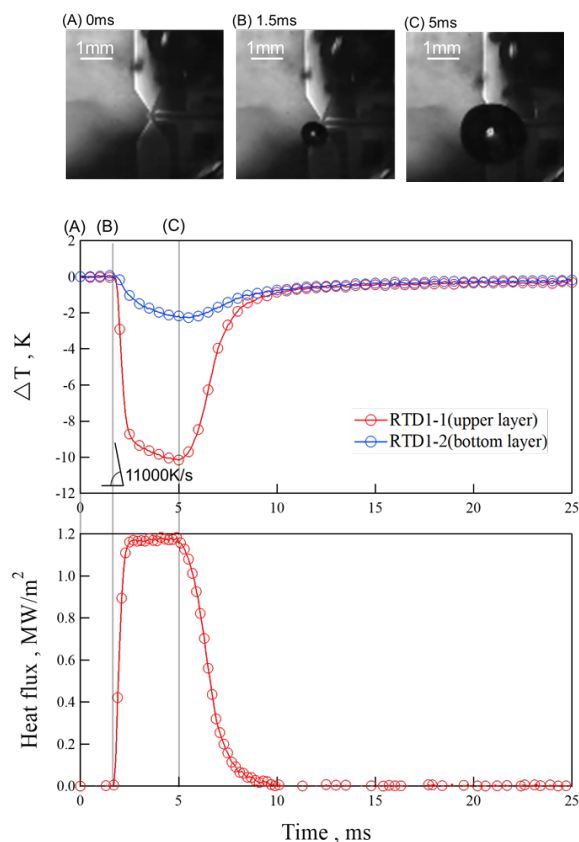 (A) 0ms
(B) 1.5ms
(C) 5ms
1mm
1mm
1mm
(A)
(B)
(C)
2
0
-2
-4
-6
-8
-10
-12
△T , K
RTD1-1(upper layer)
RTD1-2(bottom layer)
11000K/s
0
5
10
15
20
25
1.2
1.0
0.8
0.6
0.4
0.2
0.0
Heat flux , MW/m²
0
5
10
15
20
25
Time , ms